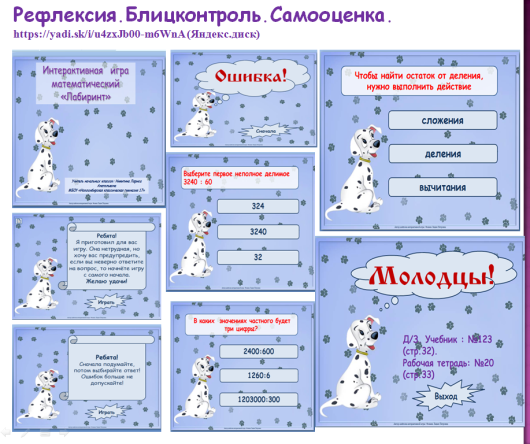 Рефлексия.Блицконтроль.Самооценка.
https://yadi.sk/i/u4zxJb00-m6WnA (Яндекс.диск)
Интерактивная игра
математический
«Лабиринт»
Ошибка!
Сначала
Чтобы найти остаток от деления,
нужно выполнить действие
сложения
деления
вычитания
Выберите первое неполное делимое
3240 : 60
324
3240
32
Ребята!
Я приготовил для вас
игру. Она нетрудная, но
хочу вас предупредить,
если вы неверно ответите
на вопрос, то начнёте игру
с самого начала.
Желаю удачи!
Играть
Ребята!
Сначала подумайте,
потом выбирайте ответ!
Ошибок больше не
допускайте!
Играть
В каких значениях частного будет
три цифры?
2400:600
1260:6
1203000:300
Молодцы!
Д/З. Учебник : №123
(стр.32).
Рабочая тетрадь: №20
(стр.33)
Выход